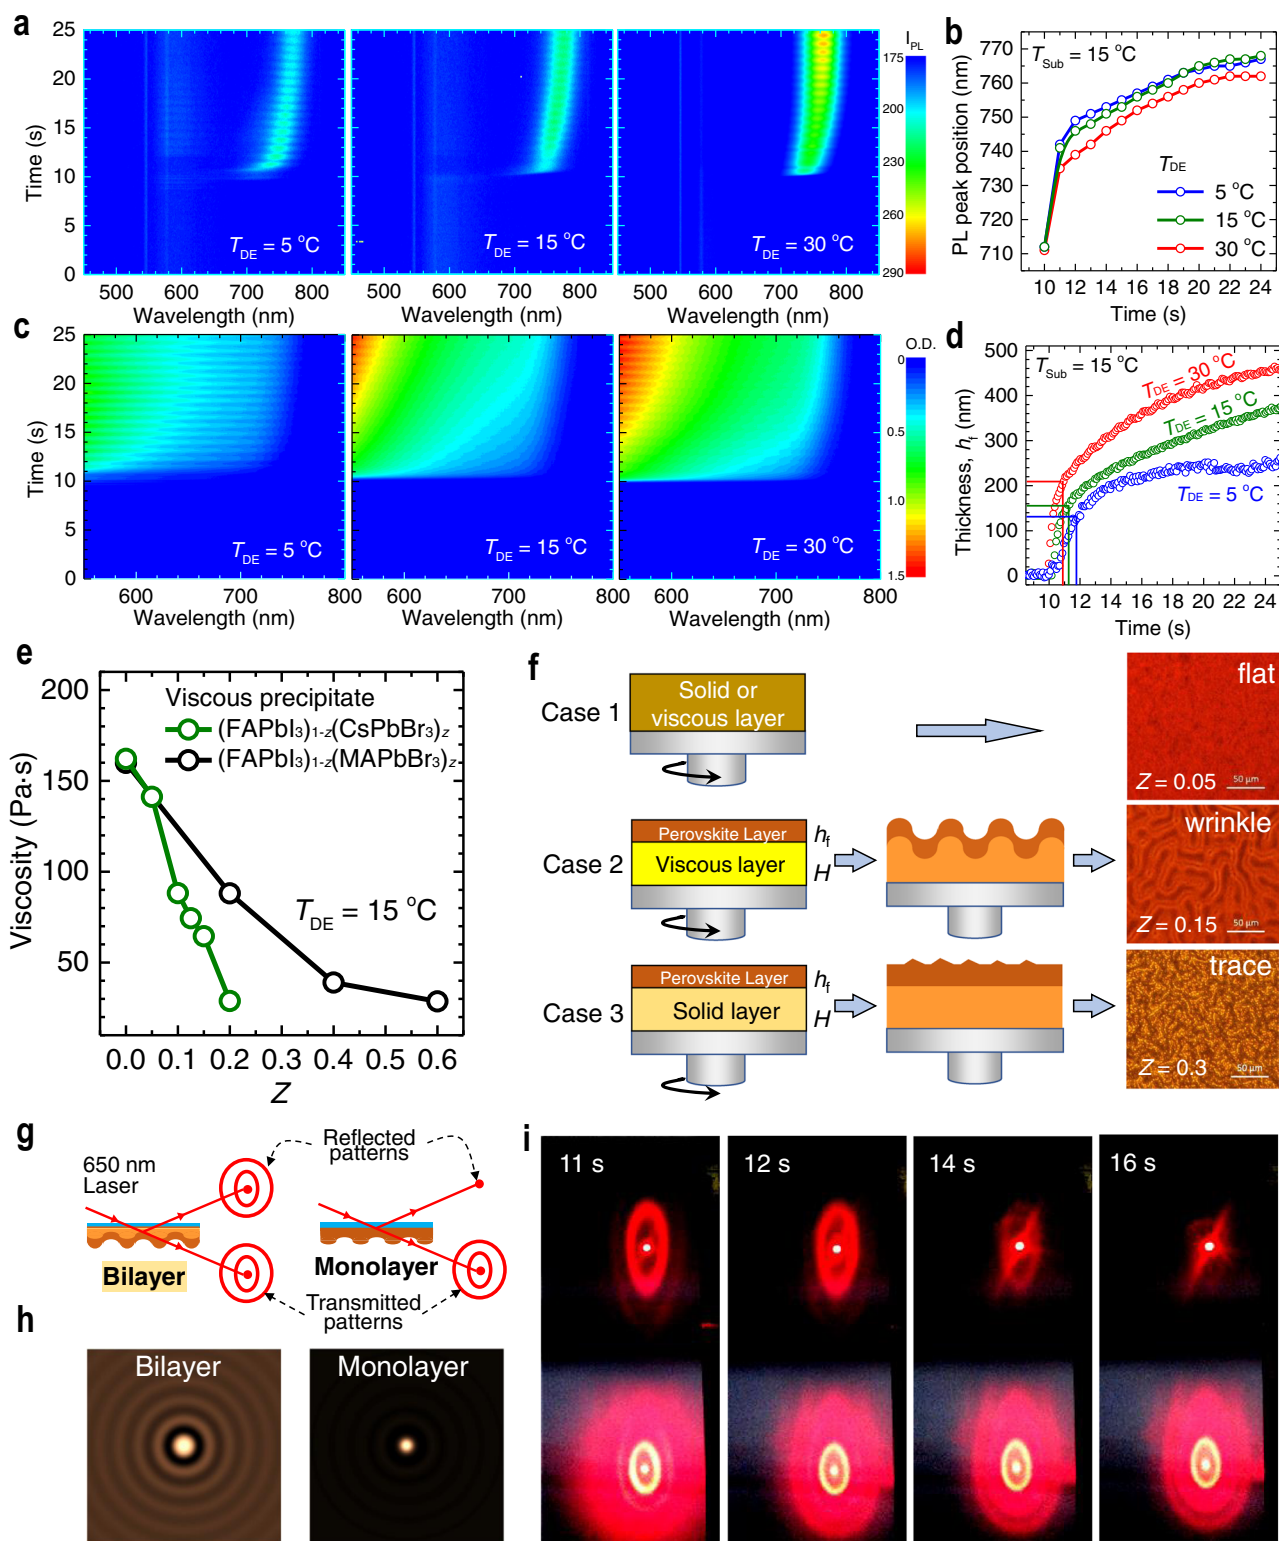 a
25
20
15
10
5
0
Time (s)
T_DE = 5 °C
T_DE = 15 °C
T_DE = 30 °C
500 600 700 800
500 600 700 800
500 600 700 800
Wavelength (nm)
Wavelength (nm)
Wavelength (nm)
I_PL
175
200
230
260
290
b
770
760
750
740
730
720
710
PL peak position (nm)
T_Sub = 15 °C
T_DE
5 °C
15 °C
30 °C
10 12 14 16 18 20 22 24
Time (s)
c
25
20
15
10
5
0
Time (s)
T_DE = 5 °C
T_DE = 15 °C
T_DE = 30 °C
600 700 800
600 700 800
600 700 800
Wavelength (nm)
Wavelength (nm)
Wavelength (nm)
O.D.
0
0.5
1.0
1.5
d
500
400
300
200
100
0
Thickness, h_f (nm)
T_Sub = 15 °C
T_DE = 30 °C
T_DE = 15 °C
T_DE = 5 °C
10 12 14 16 18 20 22 24
Time (s)
e
200
150
100
50
Viscosity (Pa·s)
Viscous precipitate
(FAPbI₃)₁₋z(CsPbBr₃)z
(FAPbI₃)₁₋z(MAPbBr₃)z
T_DE = 15 °C
0.0 0.1 0.2 0.3 0.4 0.5 0.6
Z
f
Case 1
Solid or
viscous layer
flat
Z = 0.05
50 µm
Case 2
Perovskite Layer
h_f
Viscous layer
H
wrinkle
Z = 0.15
50 µm
Case 3
Perovskite Layer
h_f
Solid layer
H
trace
Z = 0.3
50 µm
g
650 nm
Laser
Reflected
patterns
Bilayer
Monolayer
Transmitted
patterns
h
Bilayer
Monolayer
i
11 s
12 s
14 s
16 s